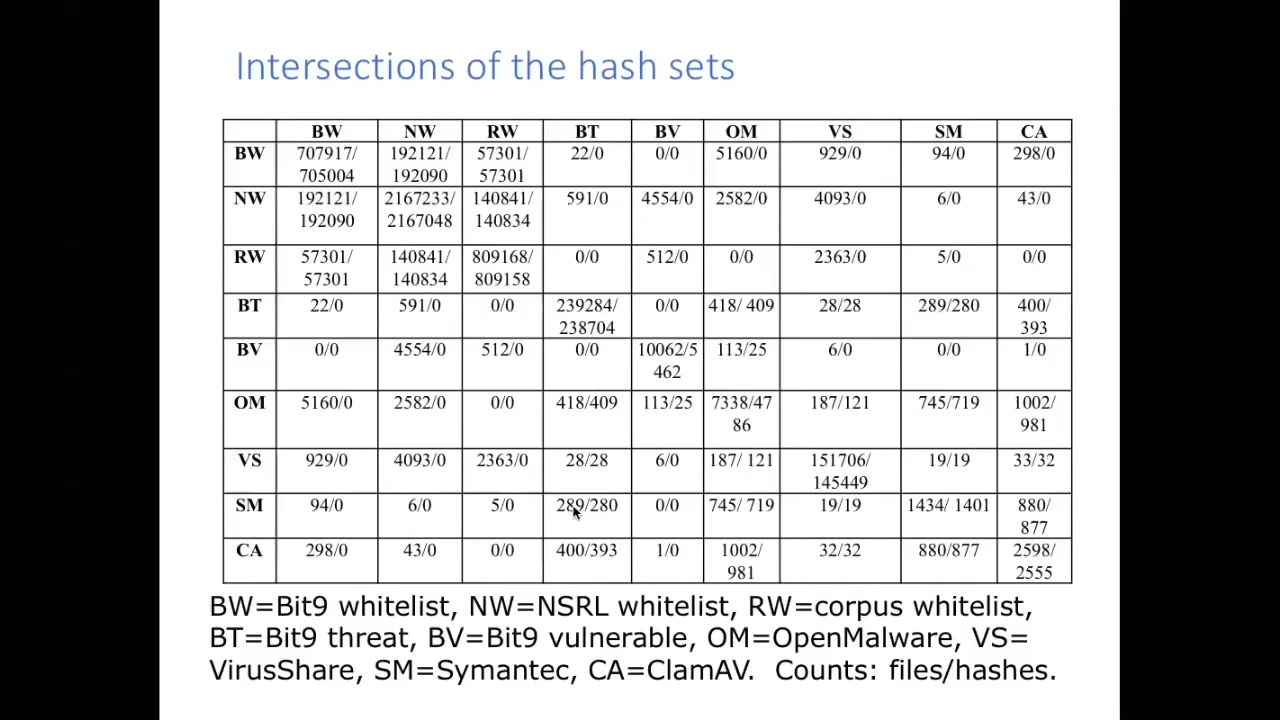 Intersections of the hash sets
BW NW RW BT BV OM VS SM CA
BW 707917/ 192121/ 57301/ 22/0 0/0 5160/0 929/0 94/0 298/0
705004 192090 57301
NW 192121/ 2167233/ 140841/ 591/0 4554/0 2582/0 4093/0 6/0 43/0
192090 2167048 140834
RW 57301/ 140841/ 809168/ 0/0 512/0 0/0 2363/0 5/0 0/0
57301 140834 809158
BT 22/0 591/0 0/0 239284/ 0/0 418/ 409 28/28 289/280 400/
238704 393
BV 0/0 4554/0 512/0 0/0 10062/5 113/25 6/0 0/0 1/0
462
OM 5160/0 2582/0 0/0 418/409 113/25 7338/47 187/121 745/719 1002/
86 981
VS 929/0 4093/0 2363/0 28/28 6/0 187/ 121 151706/ 19/19 33/32
145449
SM 94/0 6/0 5/0 289/280 0/0 745/ 719 19/19 1434/ 1401 880/
877
CA 298/0 43/0 0/0 400/393 1/0 1002/ 32/32 880/877 2598/
981 2555
BW=Bit9 whitelist, NW=NSRL whitelist, RW=corpus whitelist,
BT=Bit9 threat, BV=Bit9 vulnerable, OM=OpenMalware, VS=
VirusShare, SM=Symantec, CA=ClamAV.  Counts: files/hashes.